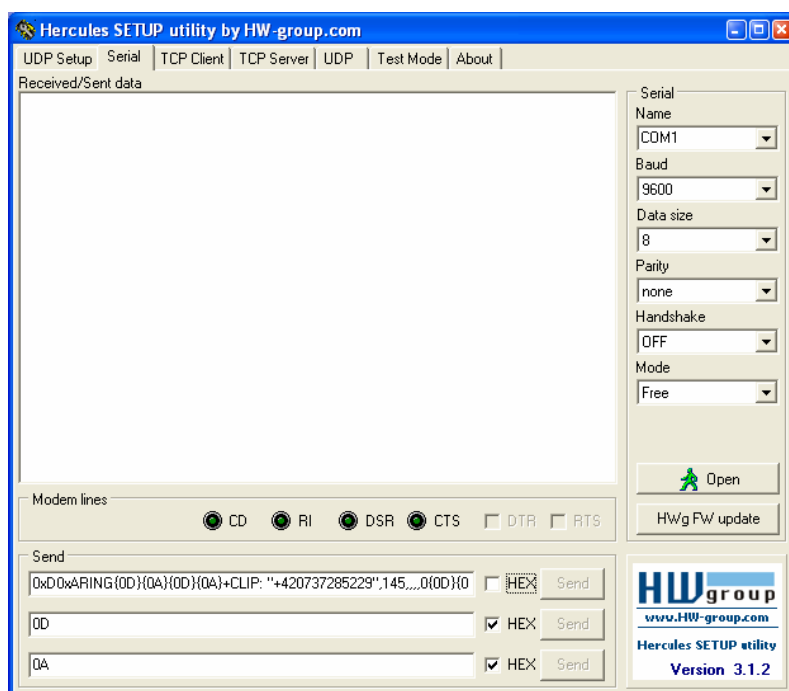 Hercules SETUP utility by HW-group.com
UDP Setup Serial TCP Client TCP Server UDP Test Mode About
Received/Sent data
Serial
Name
COM1
Baud
9600
Data size
8
Parity
none
Handshake
OFF
Mode
Free
Open
HWg FW update
Modem lines
CD RI DSR CTS DTR RTS
Send
0xD0xARING{0D}{0A}{0D}{0A}+CLIP: "+420737285229",145,,,,0{0D}{0 HEX Send
0D HEX Send
0A HEX Send
HW group
www.HW-group.com
Hercules SETUP utility
Version 3.1.2